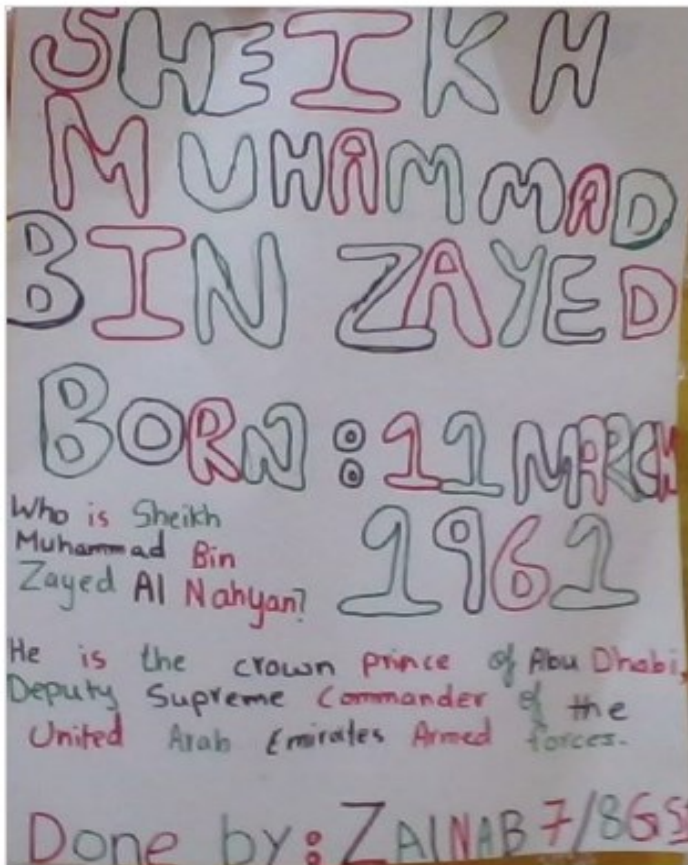 SHEIKH
MUHAMMAD
BIN ZAYED
BORN : 11 MARCH
1961
Who is Sheikh
Muhammad Bin
Zayed Al Nahyan?
He is the crown prince of Abu Dhabi,
Deputy Supreme Commander of the
United Arab Emirates Armed forces.
Done by: ZAINAB 7/8GS